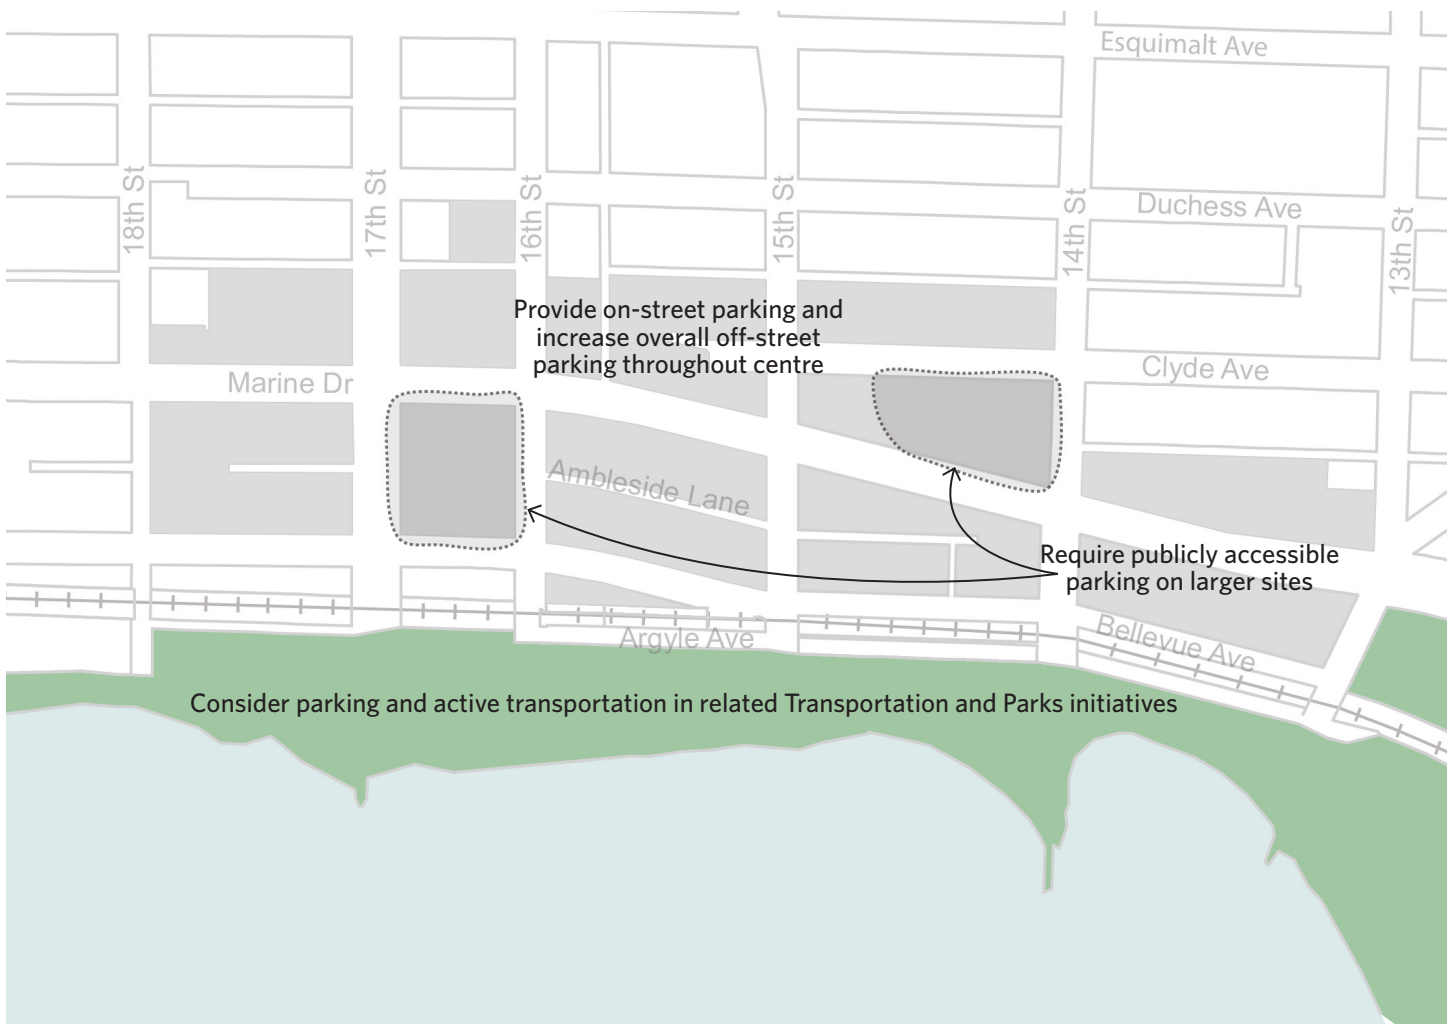 Esquimalt Ave
18th St
17th St
16th St
15th St
14th St
Duchess Ave
13th St
Provide on-street parking and
increase overall off-street
parking throughout centre
Marine Dr
Clyde Ave
Ambleside Lane
Require publicly accessible
parking on larger sites
Argyle Ave
Bellevue Ave
Consider parking and active transportation in related Transportation and Parks initiatives